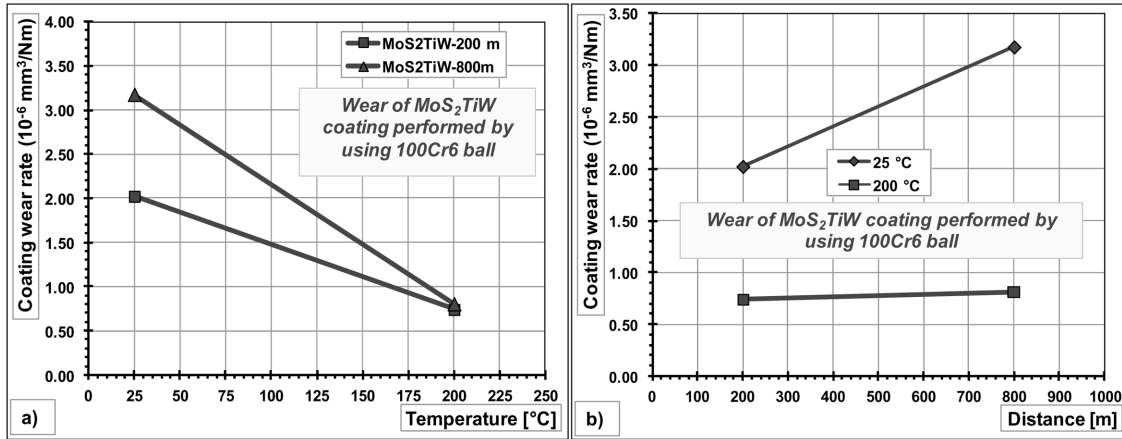 Coating wear rate (10⁻⁶ mm³/Nm)
4.00
3.50
3.00
2.50
2.00
1.50
1.00
0.50
0.00
MoS2TiW-200 m
MoS2TiW-800m
Wear of MoS₂TiW
coating performed by
using 100Cr6 ball
0 25 50 75 100 125 150 175 200 225 250
a)
Temperature [°C]
Coating wear rate (10⁻⁶ mm³/Nm)
3.50
3.00
2.50
2.00
1.50
1.00
0.50
0.00
25 °C
200 °C
Wear of MoS₂TiW coating performed by
using 100Cr6 ball
0 100 200 300 400 500 600 700 800 900 1000
b)
Distance [m]